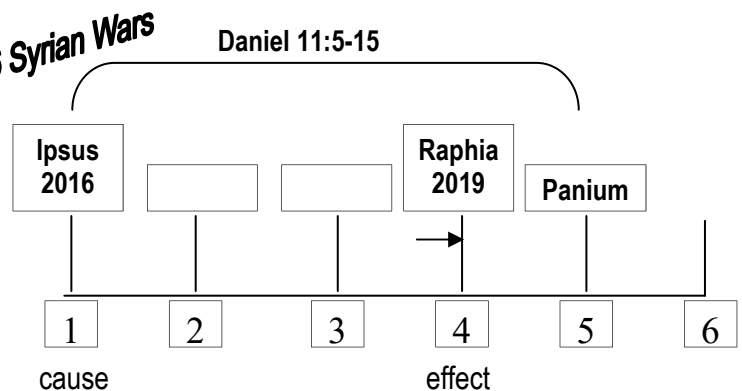 Syrian Wars
Daniel 11:5-15
Ipsus
2016
Raphia
2019
Panium
1
2
3
4
5
6
cause
effect